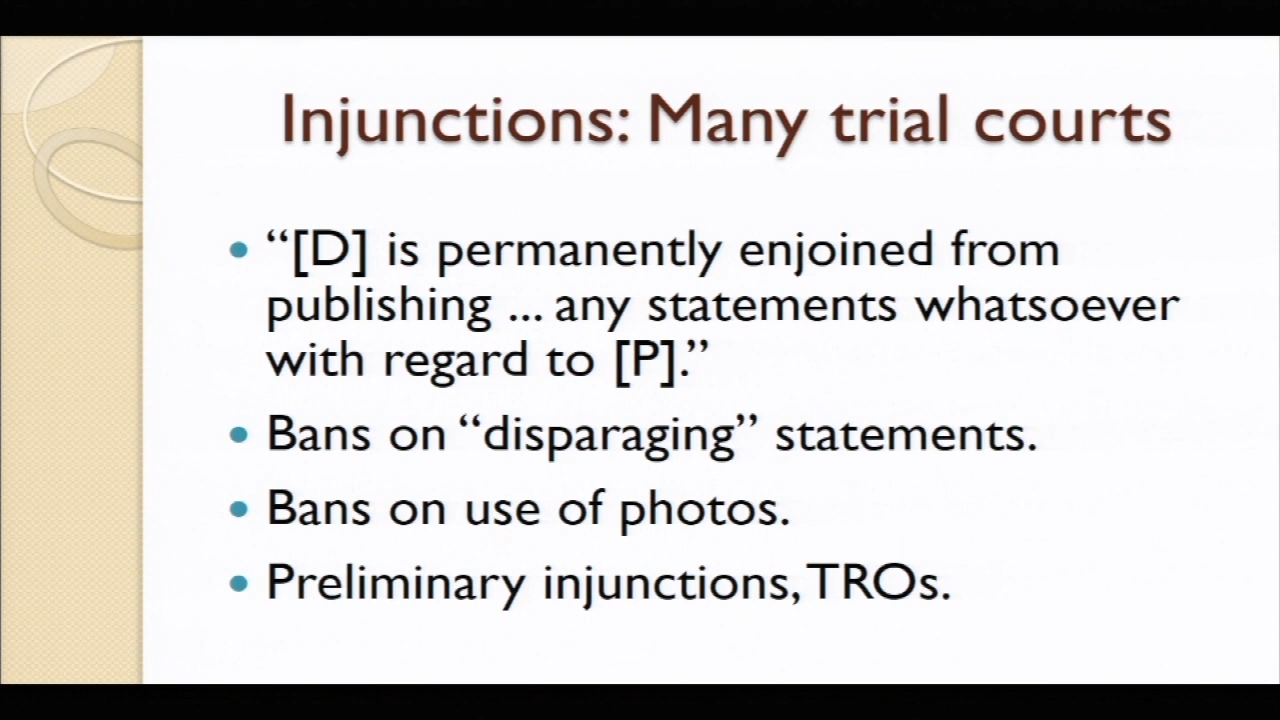 Injunctions: Many trial courts
• “[D] is permanently enjoined from
publishing ... any statements whatsoever
with regard to [P].”
• Bans on “disparaging” statements.
• Bans on use of photos.
• Preliminary injunctions, TROs.